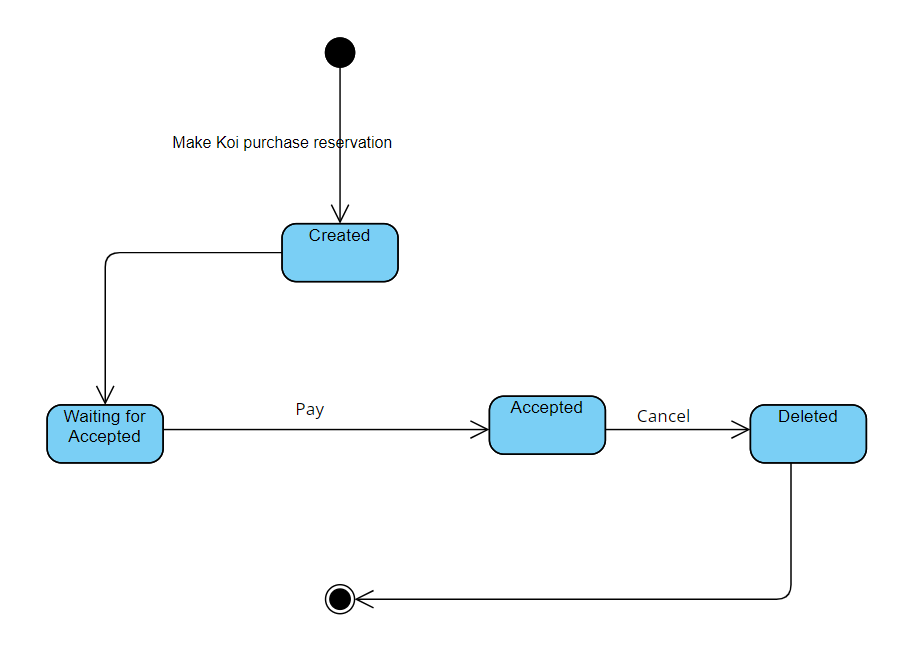 Make Koi purchase reservation
Created
Waiting for
Accepted
Pay
Accepted
Cancel
Deleted